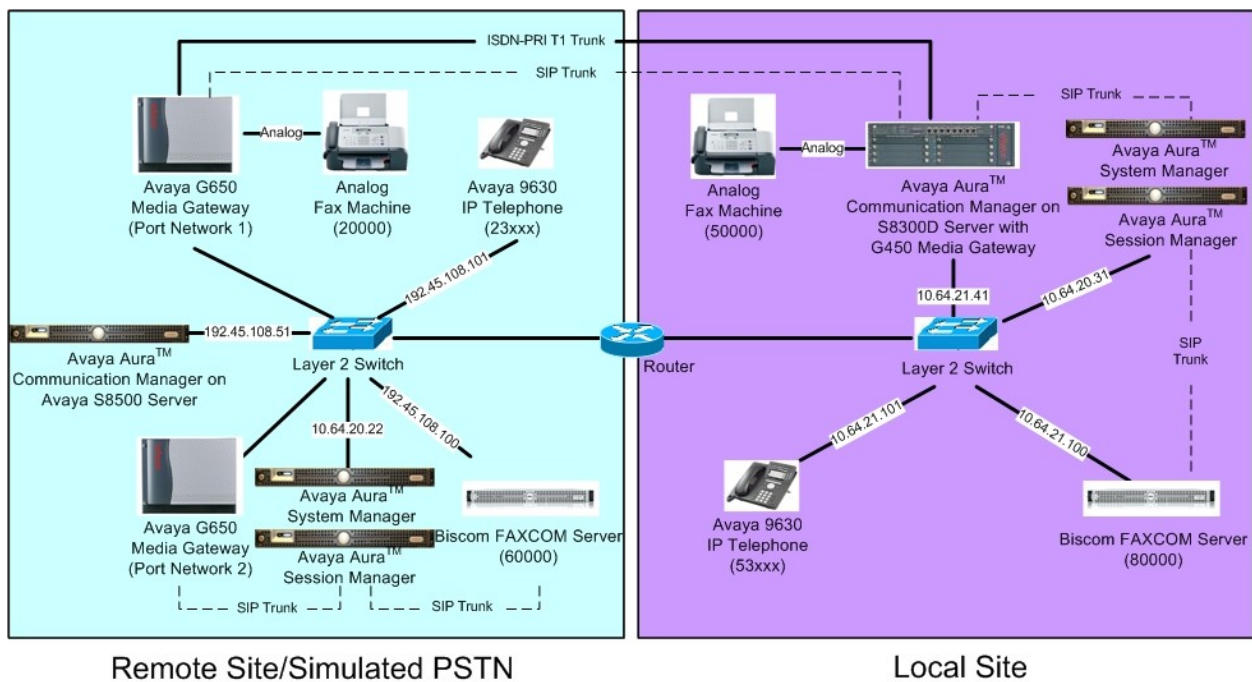 ISDN-PRI T1 Trunk
SIP Trunk
Analog
Avaya G650
Media Gateway
(Port Network 1)
Analog
Fax Machine
(20000)
Avaya 9630
IP Telephone
(23xxx)
192.45.108.101
192.45.108.51
Avaya Aura™
Communication Manager on
Avaya S8500 Server
Layer 2 Switch
10.64.20.22
192.45.108.100
Avaya G650
Media Gateway
(Port Network 2)
Avaya Aura™
System Manager
Avaya Aura™
Session Manager
Biscom FAXCOM Server
(60000)
SIP Trunk
SIP Trunk
Router
SIP Trunk
Analog
Analog
Fax Machine
(50000)
Avaya Aura™
Communication Manager on
S8300D Server with
G450 Media Gateway
Avaya Aura™
System Manager
Avaya Aura™
Session Manager
10.64.21.41
10.64.20.31
SIP
Trunk
Layer 2 Switch
10.64.21.101
10.64.21.100
Avaya 9630
IP Telephone
(53xxx)
Biscom FAXCOM Server
(80000)
Remote Site/Simulated PSTN
Local Site